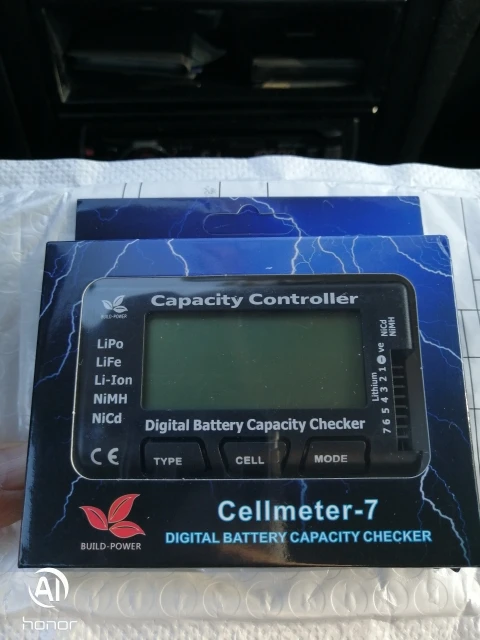 BUILD-POWER
Capacity Controller
LiPo
LiFe
Li-Ion
NiMH
NiCd
Lithium
7 6 5 4 3 2 1 ve
NiCd
NiMH
Digital Battery Capacity Checker
CE
TYPE
CELL
MODE
BUILD-POWER
Cellmeter-7
DIGITAL BATTERY CAPACITY CHECKER
AI
honor